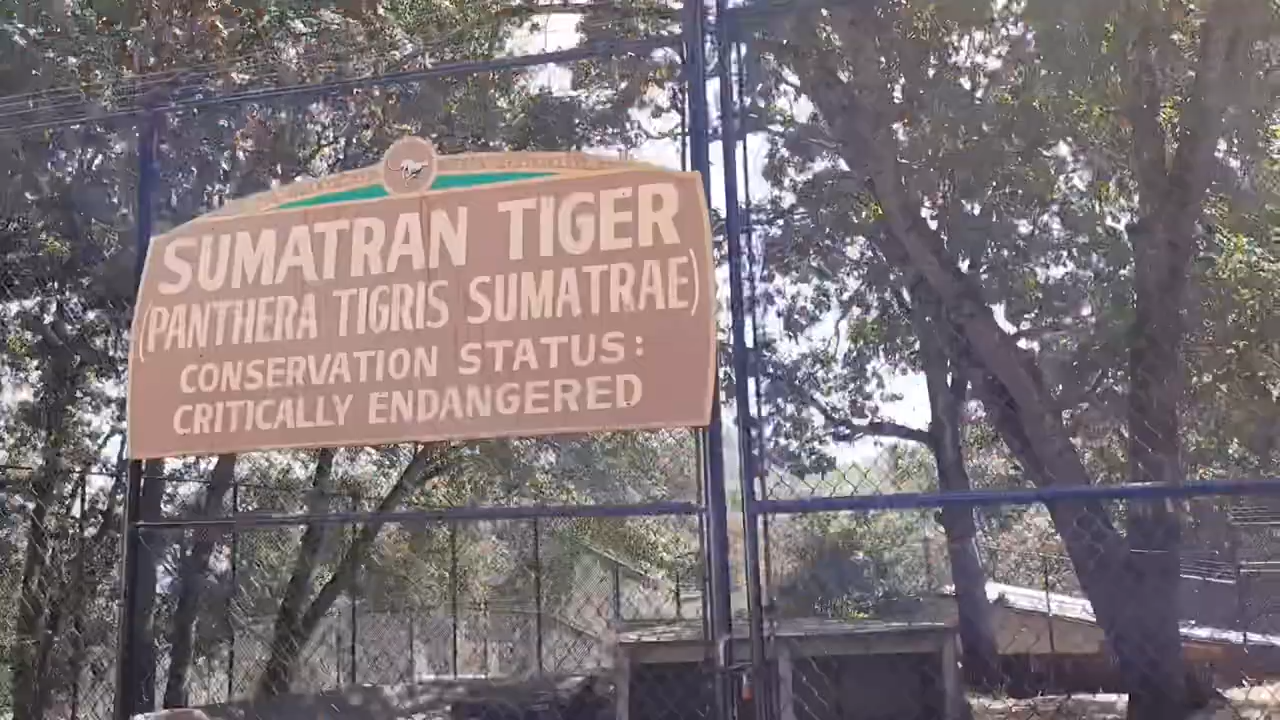 SUMATRAN TIGER
(PANTHERA TIGRIS SUMATRAE)
CONSERVATION STATUS:
CRITICALLY ENDANGERED